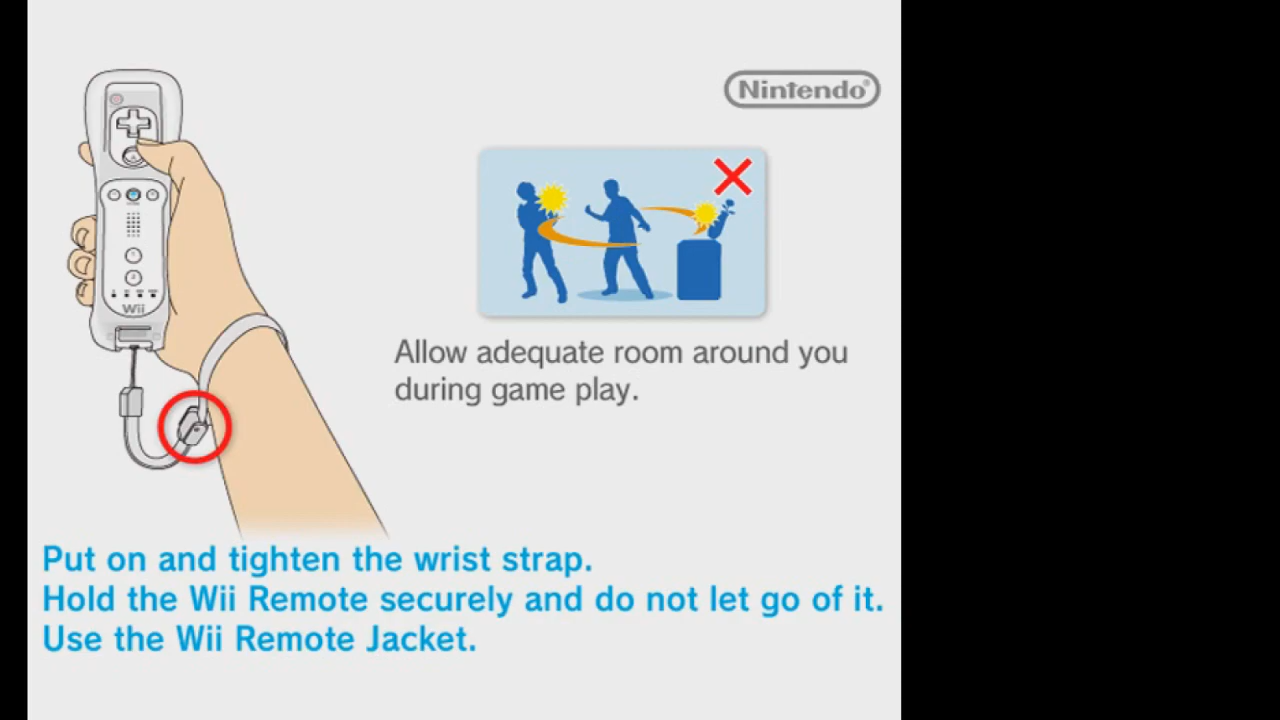 Nintendo®
Wii
Allow adequate room around you
during game play.
Put on and tighten the wrist strap.
Hold the Wii Remote securely and do not let go of it.
Use the Wii Remote Jacket.